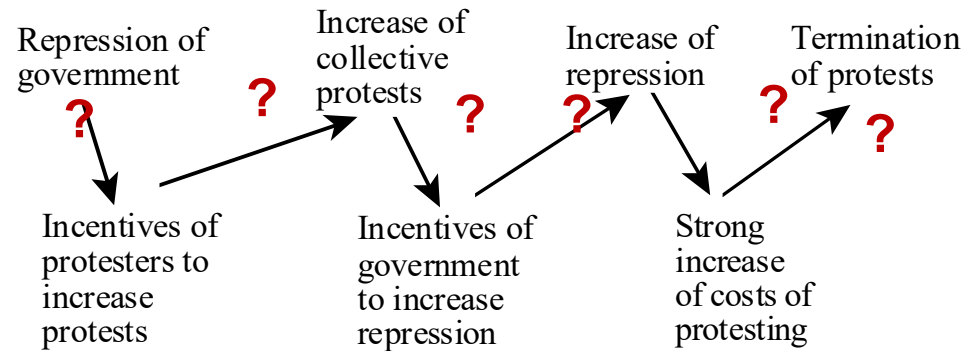 Repression of
government
?
Incentives of
protesters to
increase
protests
?
Increase of
collective
protests
?
Incentives of
government
to increase
repression
?
Increase of
repression
Strong
increase
of costs of
protesting
?
Termination
of protests
?